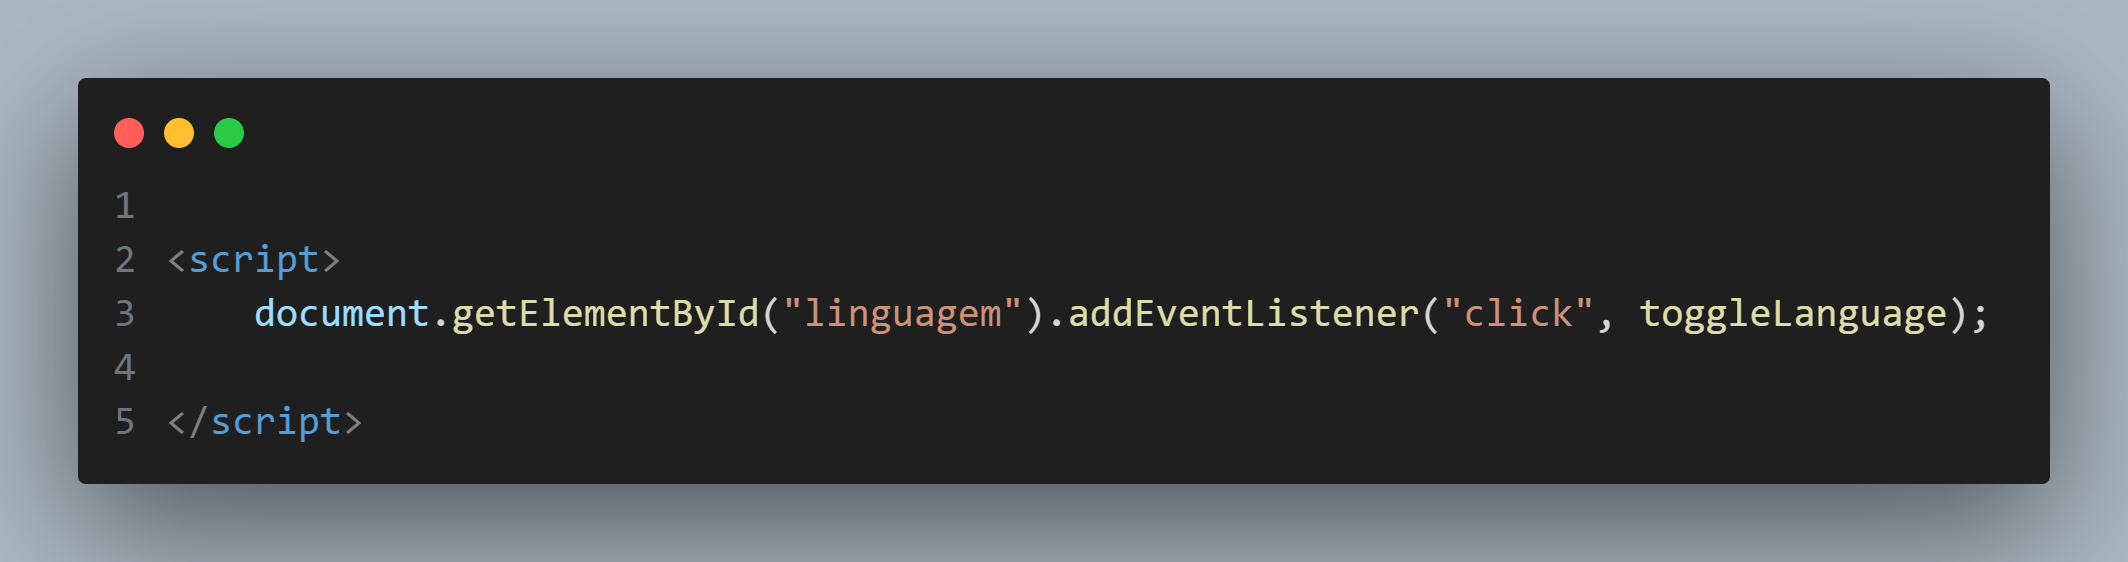 1
2 <script>
3     document.getElementById("linguagem").addEventListener("click", toggleLanguage);
4
5 </script>